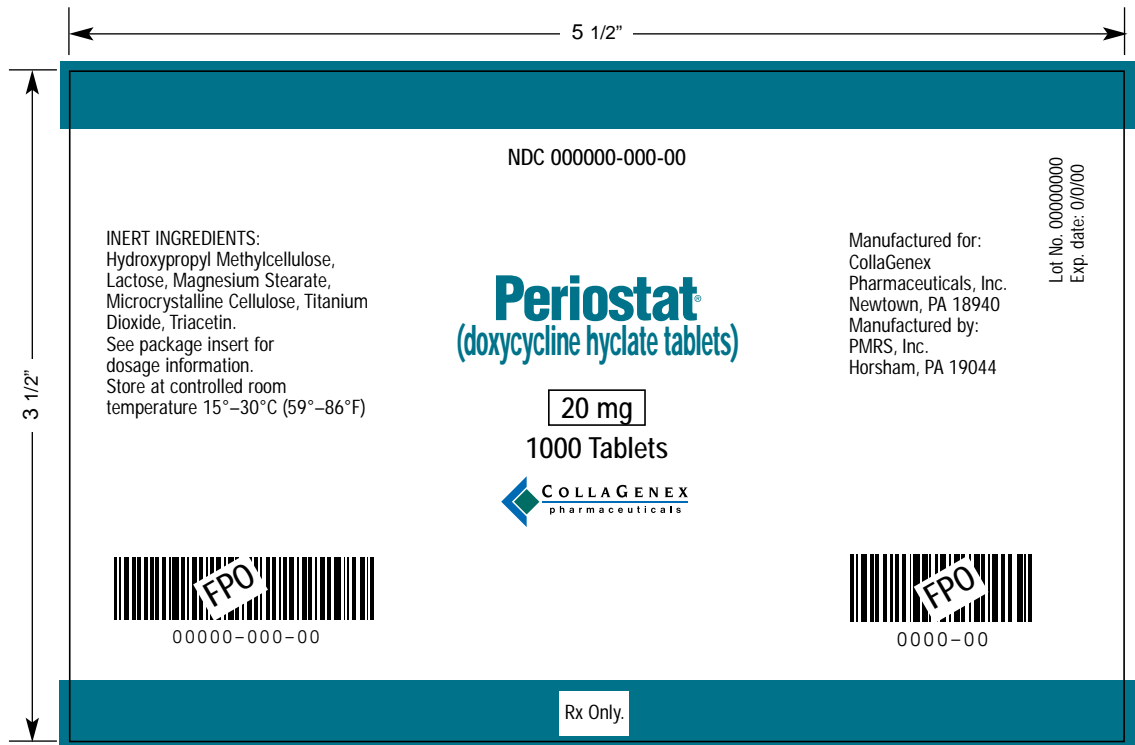 5 1/2”
3 1/2”
NDC 000000-000-00
Lot No. 00000000
Exp. date: 0/0/00
INERT INGREDIENTS:
Hydroxypropyl Methylcellulose,
Lactose, Magnesium Stearate,
Microcrystalline Cellulose, Titanium
Dioxide, Triacetin.
See package insert for
dosage information.
Store at controlled room
temperature 15°–30°C (59°–86°F)
Periostat®
(doxycycline hyclate tablets)
20 mg
1000 Tablets
COLLAGENEX
pharmaceuticals
Manufactured for:
CollaGenex
Pharmaceuticals, Inc.
Newtown, PA 18940
Manufactured by:
PMRS, Inc.
Horsham, PA 19044
FPO
00000–000–00
FPO
0000–00
Rx Only.